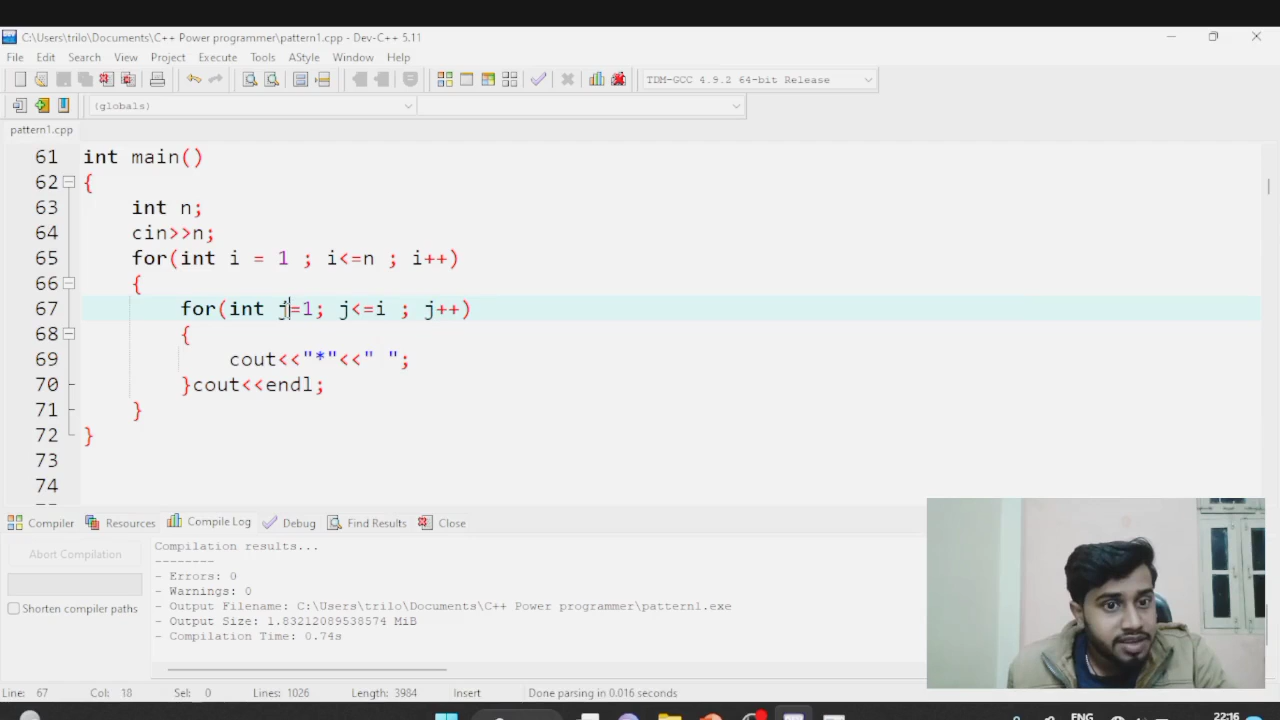 C:\Users\trilo\Documents\C++ Power programmer\pattern1.cpp - Dev-C++ 5.11
File Edit Search View Project Execute Tools AStyle Window Help
TDM-GCC 4.9.2 64-bit Release
(globals)
pattern1.cpp
61 int main()
62 {
63 int n;
64 cin>>n;
65 for(int i = 1 ; i<=n ; i++)
66 {
67 for(int j=1; j<=i ; j++)
68 {
69 cout<<"*"<<" ";
70 }cout<<endl;
71 }
72 }
73
74
Compiler Resources Compile Log Debug Find Results Close
Abort Compilation
Shorten compiler paths
Compilation results...
--------
- Errors: 0
- Warnings: 0
- Output Filename: C:\Users\trilo\Documents\C++ Power programmer\pattern1.exe
- Output Size: 1.83212089538574 MiB
- Compilation Time: 0.74s
Line: 67 Col: 18 Sel: 0 Lines: 1026 Length: 3984 Insert Done parsing in 0.016 seconds
ENG 22:16